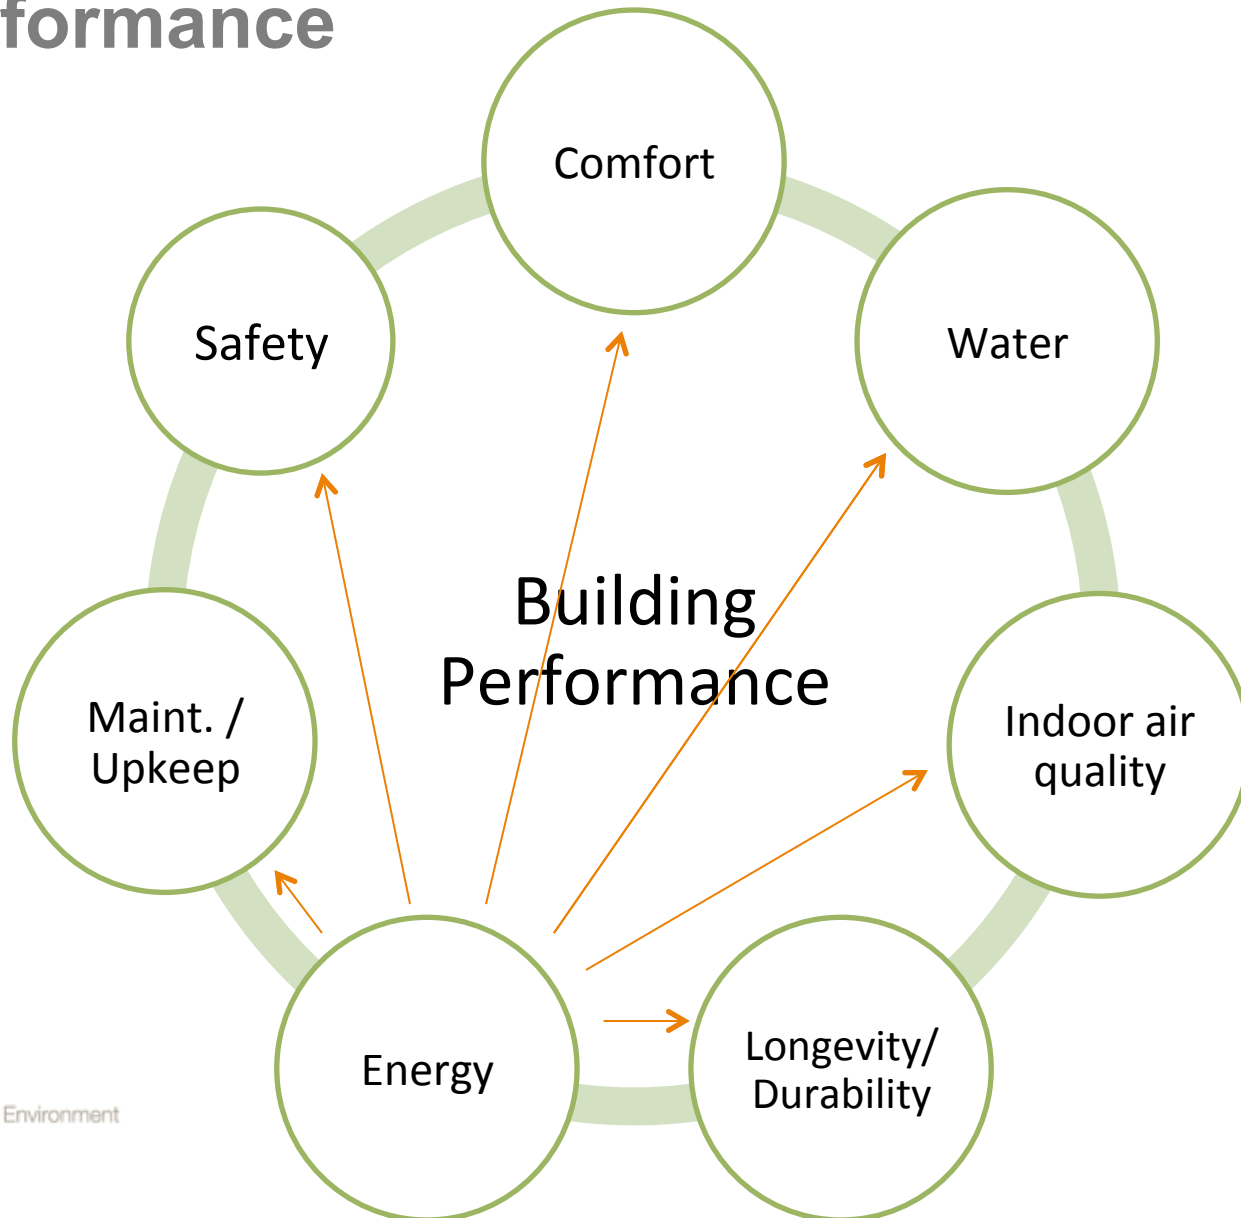 formance
Comfort
Safety
Water
Building
Performance
Maint. /
Upkeep
Indoor air
quality
Energy
Longevity/
Durability
Environment